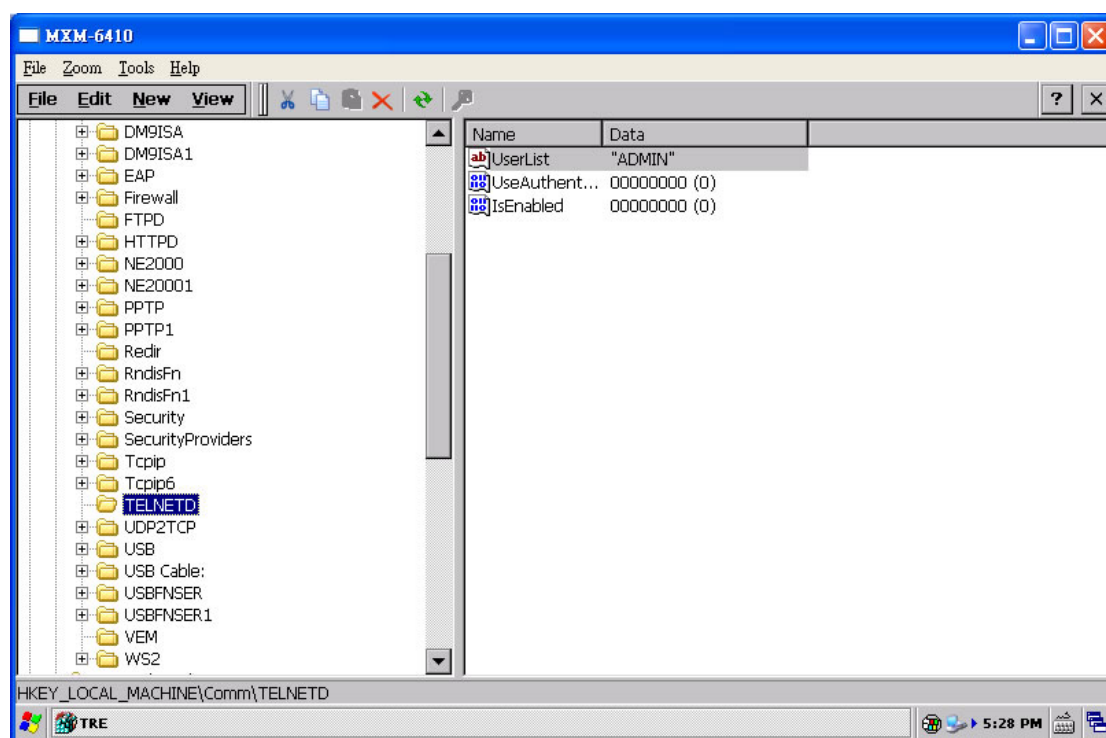 MXM-6410
File Zoom Tools Help
File Edit New View
? ×
DM9ISA
DM9ISA1
EAP
Firewall
FTPD
HTTPD
NE2000
NE20001
PPTP
PPTP1
Redir
RndisFn
RndisFn1
Security
SecurityProviders
Tcpip
Tcpip6
TELNETD
UDP2TCP
USB
USB Cable:
USBFNSER
USBFNSER1
VEM
WS2
Name Data
UserList "ADMIN"
UseAuthent... 00000000 (0)
IsEnabled 00000000 (0)
HKEY_LOCAL_MACHINE\Comm\TELNETD
TRE 5:28 PM